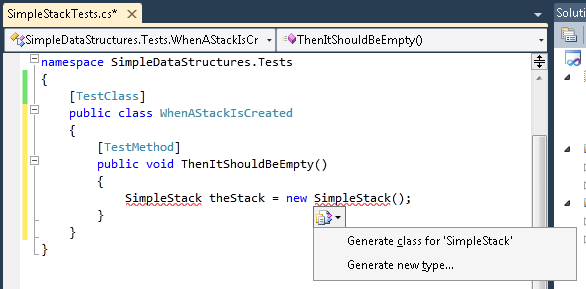 SimpleStackTests.cs*
Solutio
SimpleDataStructures.Tests.WhenAStackIsCr
ThenItShouldBeEmpty()
namespace SimpleDataStructures.Tests
{
[TestClass]
public class WhenAStackIsCreated
{
[TestMethod]
public void ThenItShouldBeEmpty()
{
SimpleStack theStack = new SimpleStack();
}
}
}
Generate class for 'SimpleStack'
Generate new type...